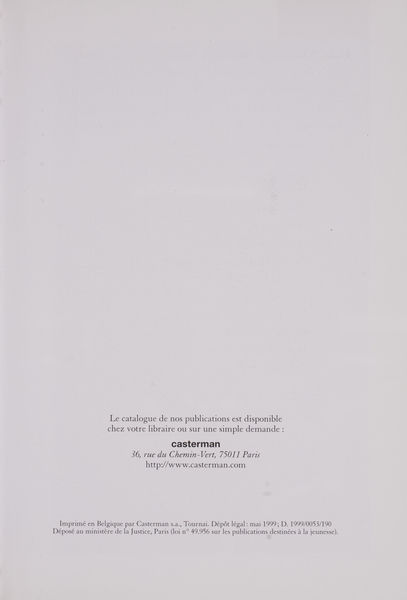 Le catalogue de nos publications est disponible
chez votre libraire ou sur une simple demande :
casterman
36, rue du Chemin-Vert, 75011 Paris
http://www.casterman.com
Imprimé en Belgique par Casterman s.a., Tournai. Dépôt légal : mai 1999 ; D. 1999/0053/190
Déposé au ministère de la Justice, Paris (loi n° 49.956 sur les publications destinées à la jeunesse).